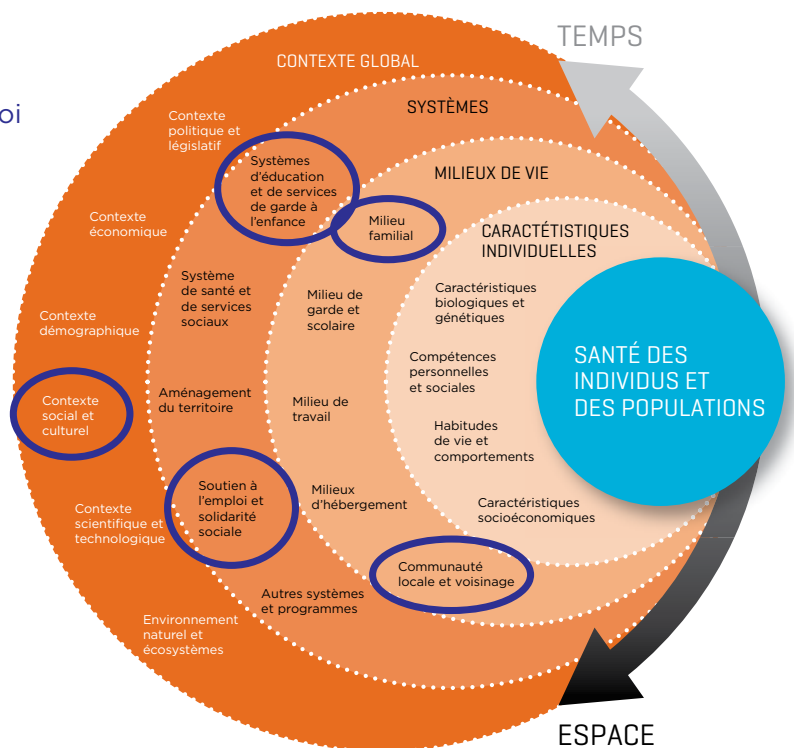 oi
TEMPS
CONTEXTE GLOBAL
SYSTÈMES
MILIEUX DE VIE
CARACTÉTISTIQUES
INDIVIDUELLES
Contexte
politique et
législatif
Contexte
économique
Contexte
démographique
Contexte
social et
culturel
Contexte
scientifique et
technologique
Environnement
naturel et
écosystèmes
Systèmes
d'éducation
et de services
de garde à
l'enfance
Système
de santé et
de services
sociaux
Aménagement
du territoire
Soutien à
l'emploi et
solidarité
sociale
Autres systèmes
et programmes
Milieu
familial
Milieu de
garde et
scolaire
Milieu de
travail
Milieux
d'hébergement
Communauté
locale et voisinage
Caractéristiques
biologiques et
génétiques
Compétences
personnelles
et sociales
Habitudes
de vie et
comportements
Caractéristiques
socioéconomiques
SANTÉ DES
INDIVIDUS ET
DES POPULATIONS
ESPACE